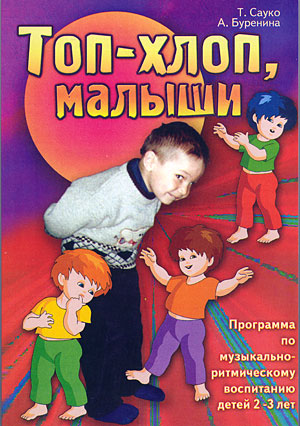 Т. Сауко
А. Буренина
Топ-хлоп,
малыши
Программа
по
музыкально-
ритмическому
воспитанию
детей 2-3 лет